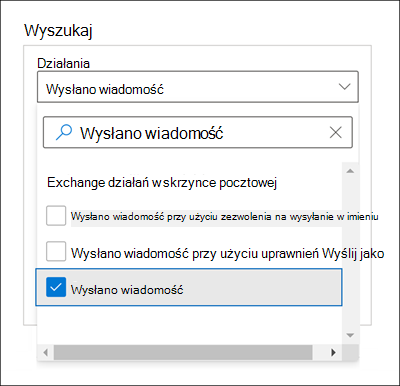 Wyszukaj
Działania
Wysłano wiadomość
Wysłano wiadomość
Exchange działań w skrzynce pocztowej
Wysłano wiadomość przy użyciu zezwolenia na wysyłanie w imieniu
Wysłano wiadomość przy użyciu uprawnień Wyślij jako
Wysłano wiadomość